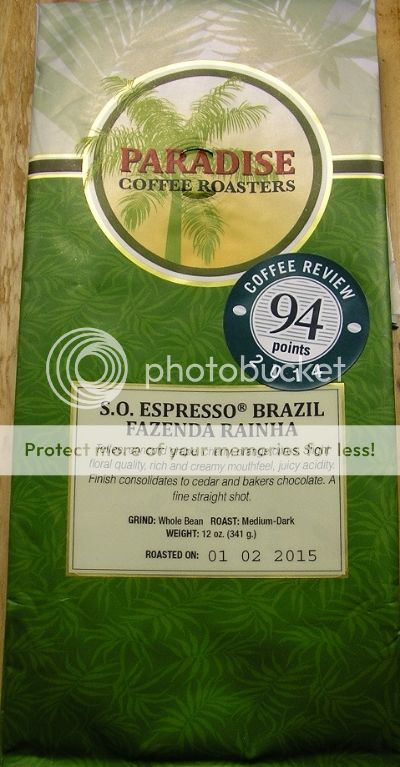 PARADISE
COFFEE ROASTERS
COFFEE REVIEW
94
points
2014
photobucket
S.O. ESPRESSO® BRAZIL
FAZENDA RAINHA
Protect more of your memories for less!
floral quality, rich and creamy mouthfeel, juicy acidity.
Finish consolidates to cedar and bakers chocolate. A
fine straight shot.
GRIND: Whole Bean ROAST: Medium-Dark
WEIGHT: 12 oz. (341 g.)
ROASTED ON: 01 02 2015